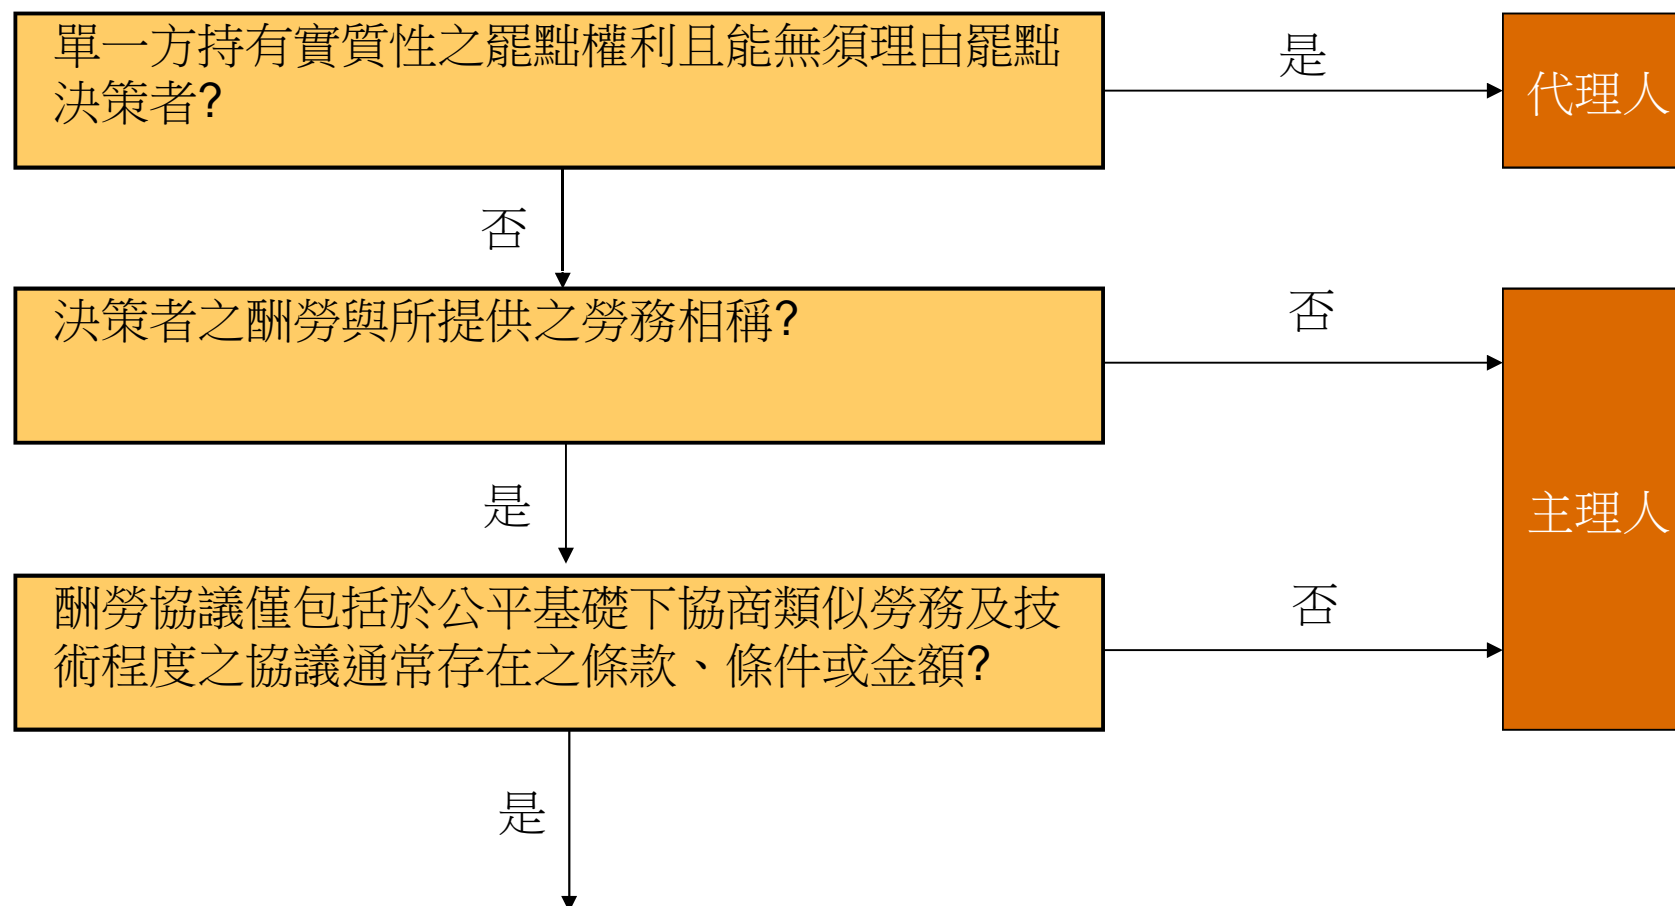 單一方持有實質性之罷黜權利且能無須理由罷黜
決策者?
是
代理人
否
決策者之酬勞與所提供之勞務相稱?
否
是
主理人
酬勞協議僅包括於公平基礎下協商類似勞務及技
術程度之協議通常存在之條款、條件或金額?
否
是